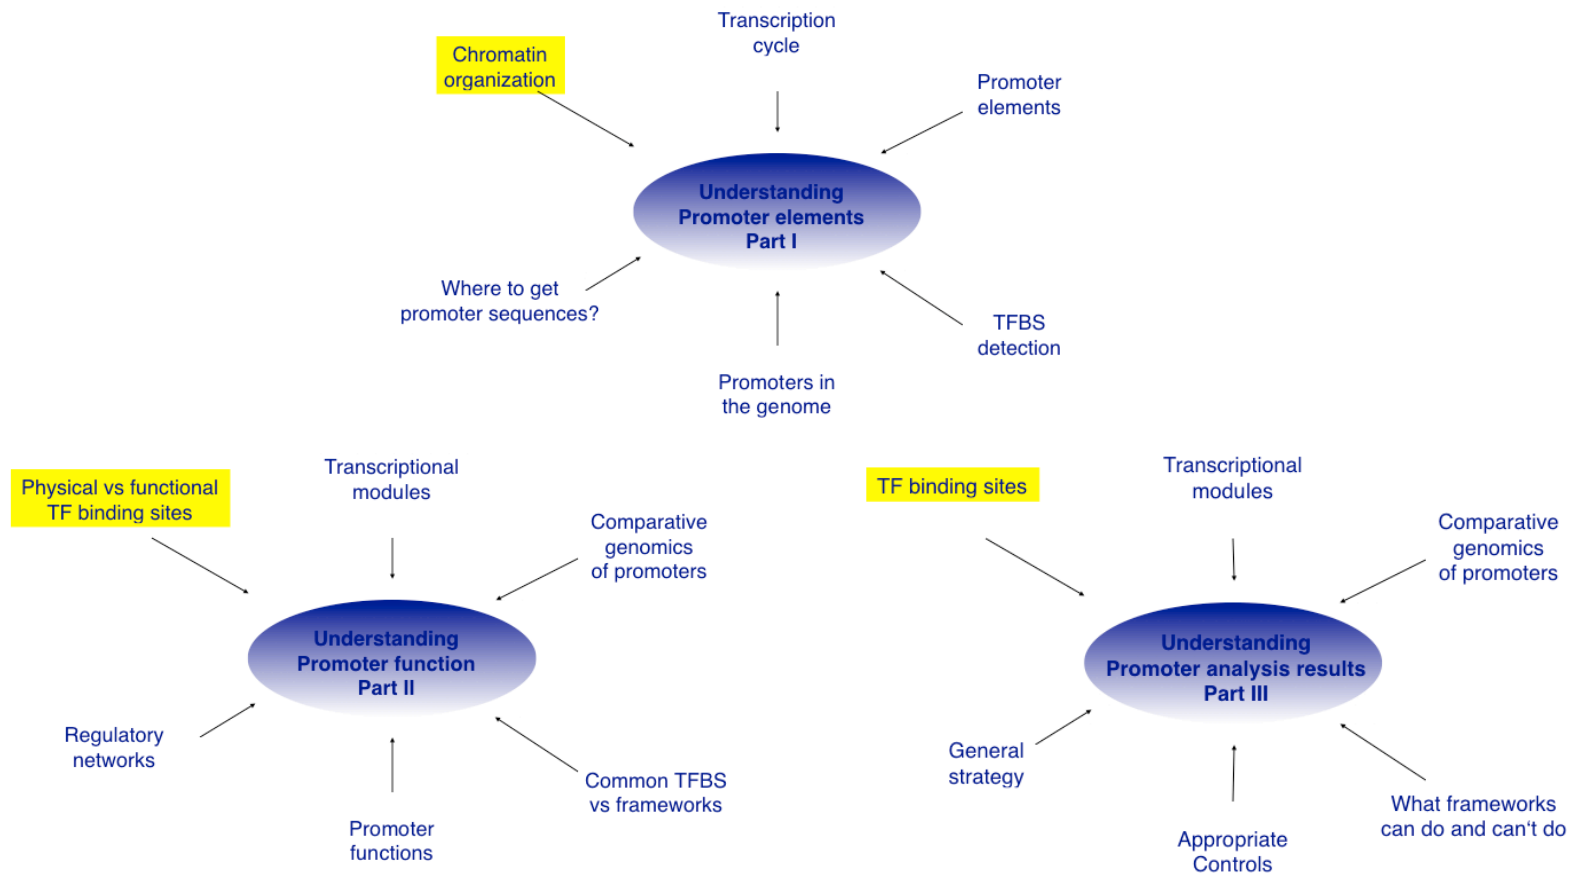 Transcription
cycle
Chromatin
organization
Promoter
elements
Understanding
Promoter elements
Part I
Where to get
promoter sequences?
TFBS
detection
Promoters in
the genome
Physical vs functional
TF binding sites
Transcriptional
modules
Comparative
genomics
of promoters
Understanding
Promoter function
Part II
Regulatory
networks
Common TFBS
vs frameworks
Promoter
functions
TF binding sites
Transcriptional
modules
Comparative
genomics
of promoters
Understanding
Promoter analysis results
Part III
General
strategy
What frameworks
can do and can‘t do
Appropriate
Controls